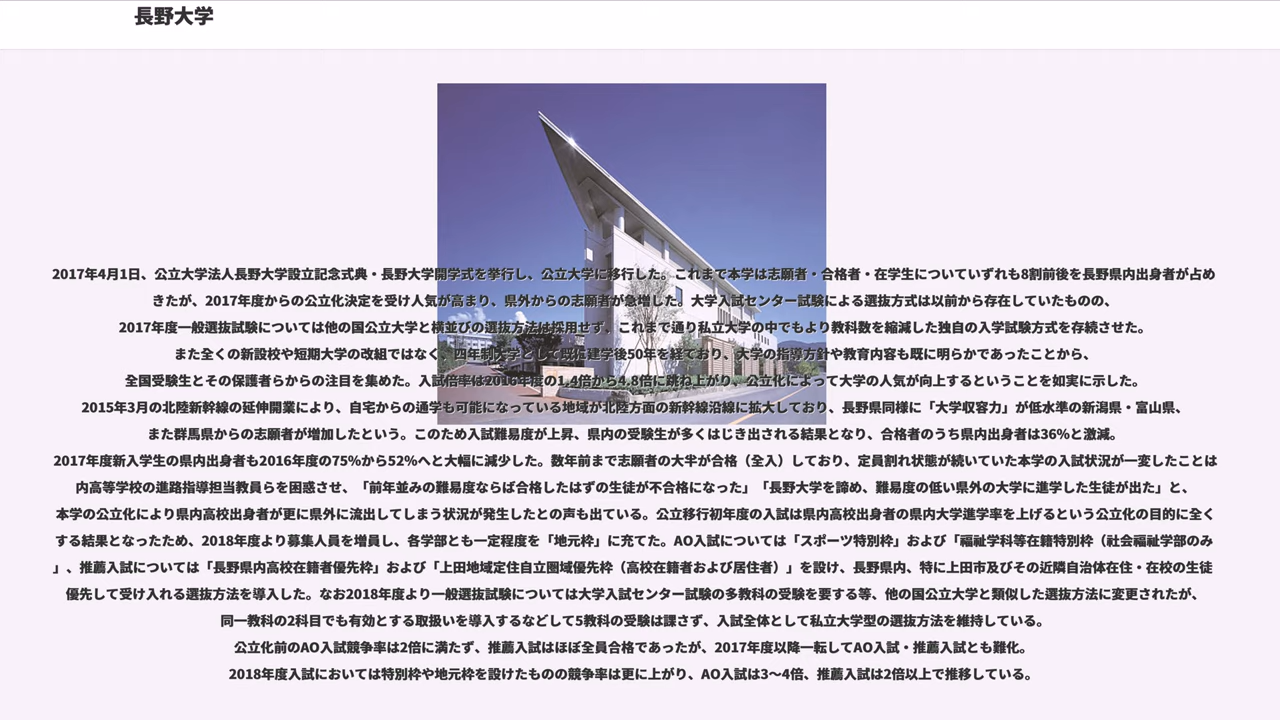 長野大学
2017年4月1日、公立大学法人長野大学設立記念式典・長野大学開学式を挙行し、公立大学に移行した。これまで本学は志願者・合格者・在学生についていずれも8割前後を長野県内出身者が占め
きたが、2017年度からの公立化決定を受け人気が高まり、県外からの志願者が急増した。大学入試センター試験による選抜方式は以前から存在していたものの、
2017年度一般選抜試験については他の国公立大学と横並びの選抜方法は採用せず、これまで通り私立大学の中でもより教科数を縮減した独自の入学試験方式を存続させた。
また全くの新設校や短期大学の改組ではなく、四年制大学として既に建学後50年を経ており、大学の指導方針や教育内容も既に明らかであったことから、
全国受験生とその保護者らからの注目を集めた。入試倍率は2016年度の1.4倍から4.8倍に跳ね上がり、公立化によって大学の人気が向上するということを如実に示した。
2015年3月の北陸新幹線の延伸開業により、自宅からの通学も可能になっている地域が北陸方面の新幹線沿線に拡大しており、長野県同様に「大学収容力」が低水準の新潟県・富山県、
また群馬県からの志願者が増加したという。このため入試難易度が上昇、県内の受験生が多くはじき出される結果となり、合格者のうち県内出身者は36%と激減。
2017年度新入学生の県内出身者も2016年度の75%から52%へと大幅に減少した。数年前まで志願者の大半が合格（全入）しており、定員割れ状態が続いていた本学の入試状況が一変したことは
内高等学校の進路指導担当教員らを困惑させ、「前年並みの難易度ならば合格したはずの生徒が不合格になった」「長野大学を諦め、難易度の低い県外の大学に進学した生徒が出た」と、
本学の公立化により県内高校出身者が更に県外に流出してしまう状況が発生したとの声も出ている。公立移行初年度の入試は県内高校出身者の県内大学進学率を上げるという公立化の目的に全く
する結果となったため、2018年度より募集人員を増員し、各学部とも一定程度を「地元枠」に充てた。AO入試については「スポーツ特別枠」および「福祉学科等在籍特別枠（社会福祉学部のみ
」、推薦入試については「長野県内高校在籍者優先枠」および「上田地域定住自立圏域優先枠（高校在籍者および居住者）」を設け、長野県内、特に上田市及びその近隣自治体在住・在校の生徒
優先して受け入れる選抜方法を導入した。なお2018年度より一般選抜試験については大学入試センター試験の多教科の受験を要する等、他の国公立大学と類似した選抜方法に変更されたが、
同一教科の2科目でも有効とする取扱いを導入するなどして5教科の受験は課さず、入試全体として私立大学型の選抜方法を維持している。
公立化前のAO入試競争率は2倍に満たず、推薦入試はほぼ全員合格であったが、2017年度以降一転してAO入試・推薦入試とも難化。
2018年度入試においては特別枠や地元枠を設けたものの競争率は更に上がり、AO入試は3〜4倍、推薦入試は2倍以上で推移している。